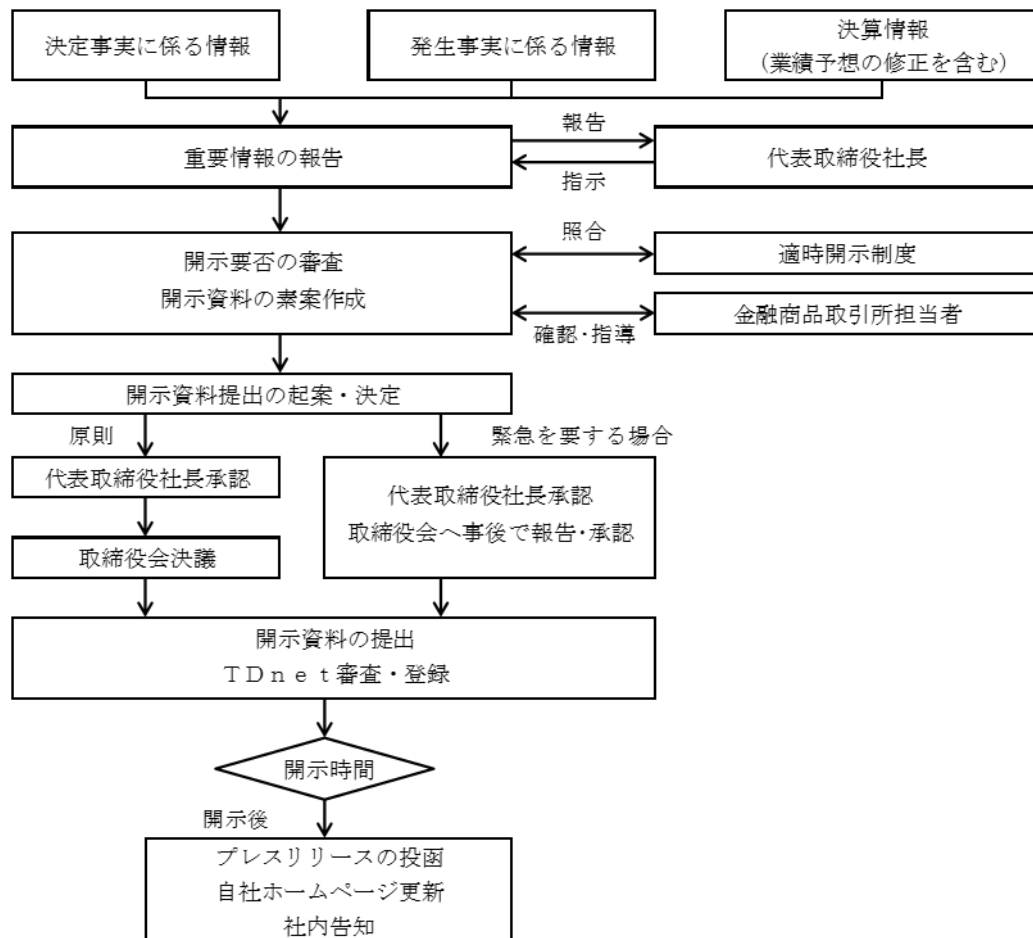 決定事実に係る情報
発生事実に係る情報
決算情報
(業績予想の修正を含む)
重要情報の報告
報告
指示
代表取締役社長
開示要否の審査
開示資料の素案作成
照合
適時開示制度
確認・指導
金融商品取引所担当者
開示資料提出の起案・決定
原則
緊急を要する場合
代表取締役社長承認
取締役会決議
代表取締役社長承認
取締役会へ事後で報告・承認
開示資料の提出
ＴＤｎｅｔ審査・登録
開示時間
開示後
プレスリリースの投函
自社ホームページ更新
社内告知